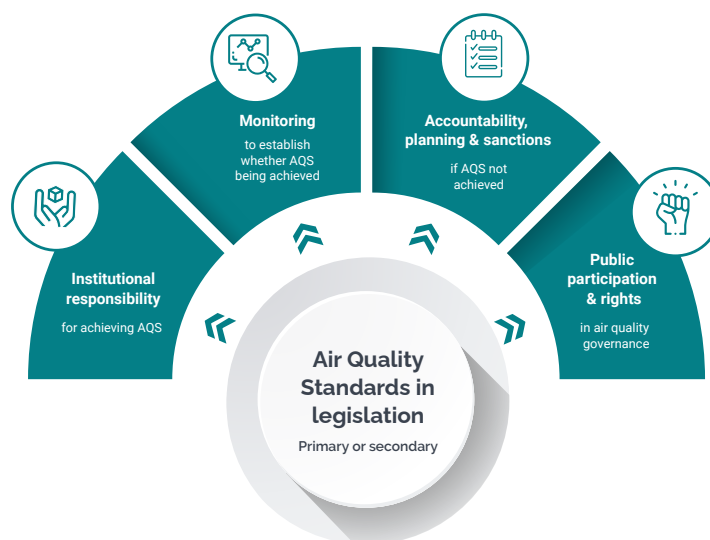 Monitoring
to establish
whether AQS
being achieved
Accountability,
planning & sanctions
if AQS not
achieved
Institutional
responsibility
for achieving AQS
Public
participation
& rights
in air quality
governance
Air Quality
Standards in
legislation
Primary or secondary